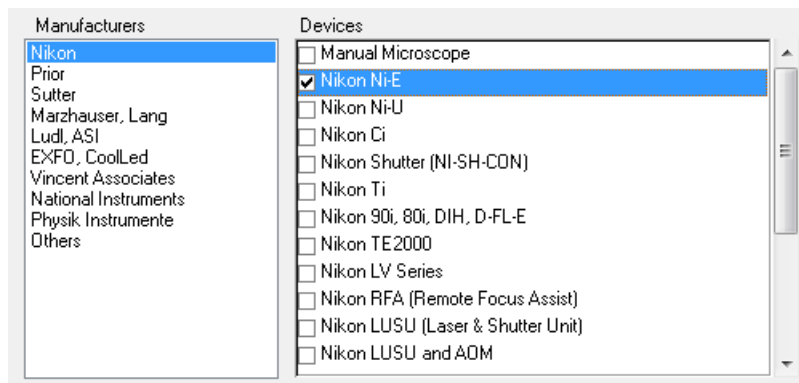 Manufacturers
Nikon
Prior
Sutter
Marzhauser, Lang
Ludl, ASI
EXFO, CoolLed
Vincent Associates
National Instruments
Physik Instrumente
Others
Devices
Manual Microscope
Nikon Ni-E
Nikon Ni-U
Nikon Ci
Nikon Shutter (NI-SH-CON)
Nikon Ti
Nikon 90i, 80i, DIH, D-FL-E
Nikon TE2000
Nikon LV Series
Nikon RFA (Remote Focus Assist)
Nikon LUSU (Laser & Shutter Unit)
Nikon LUSU and AOM